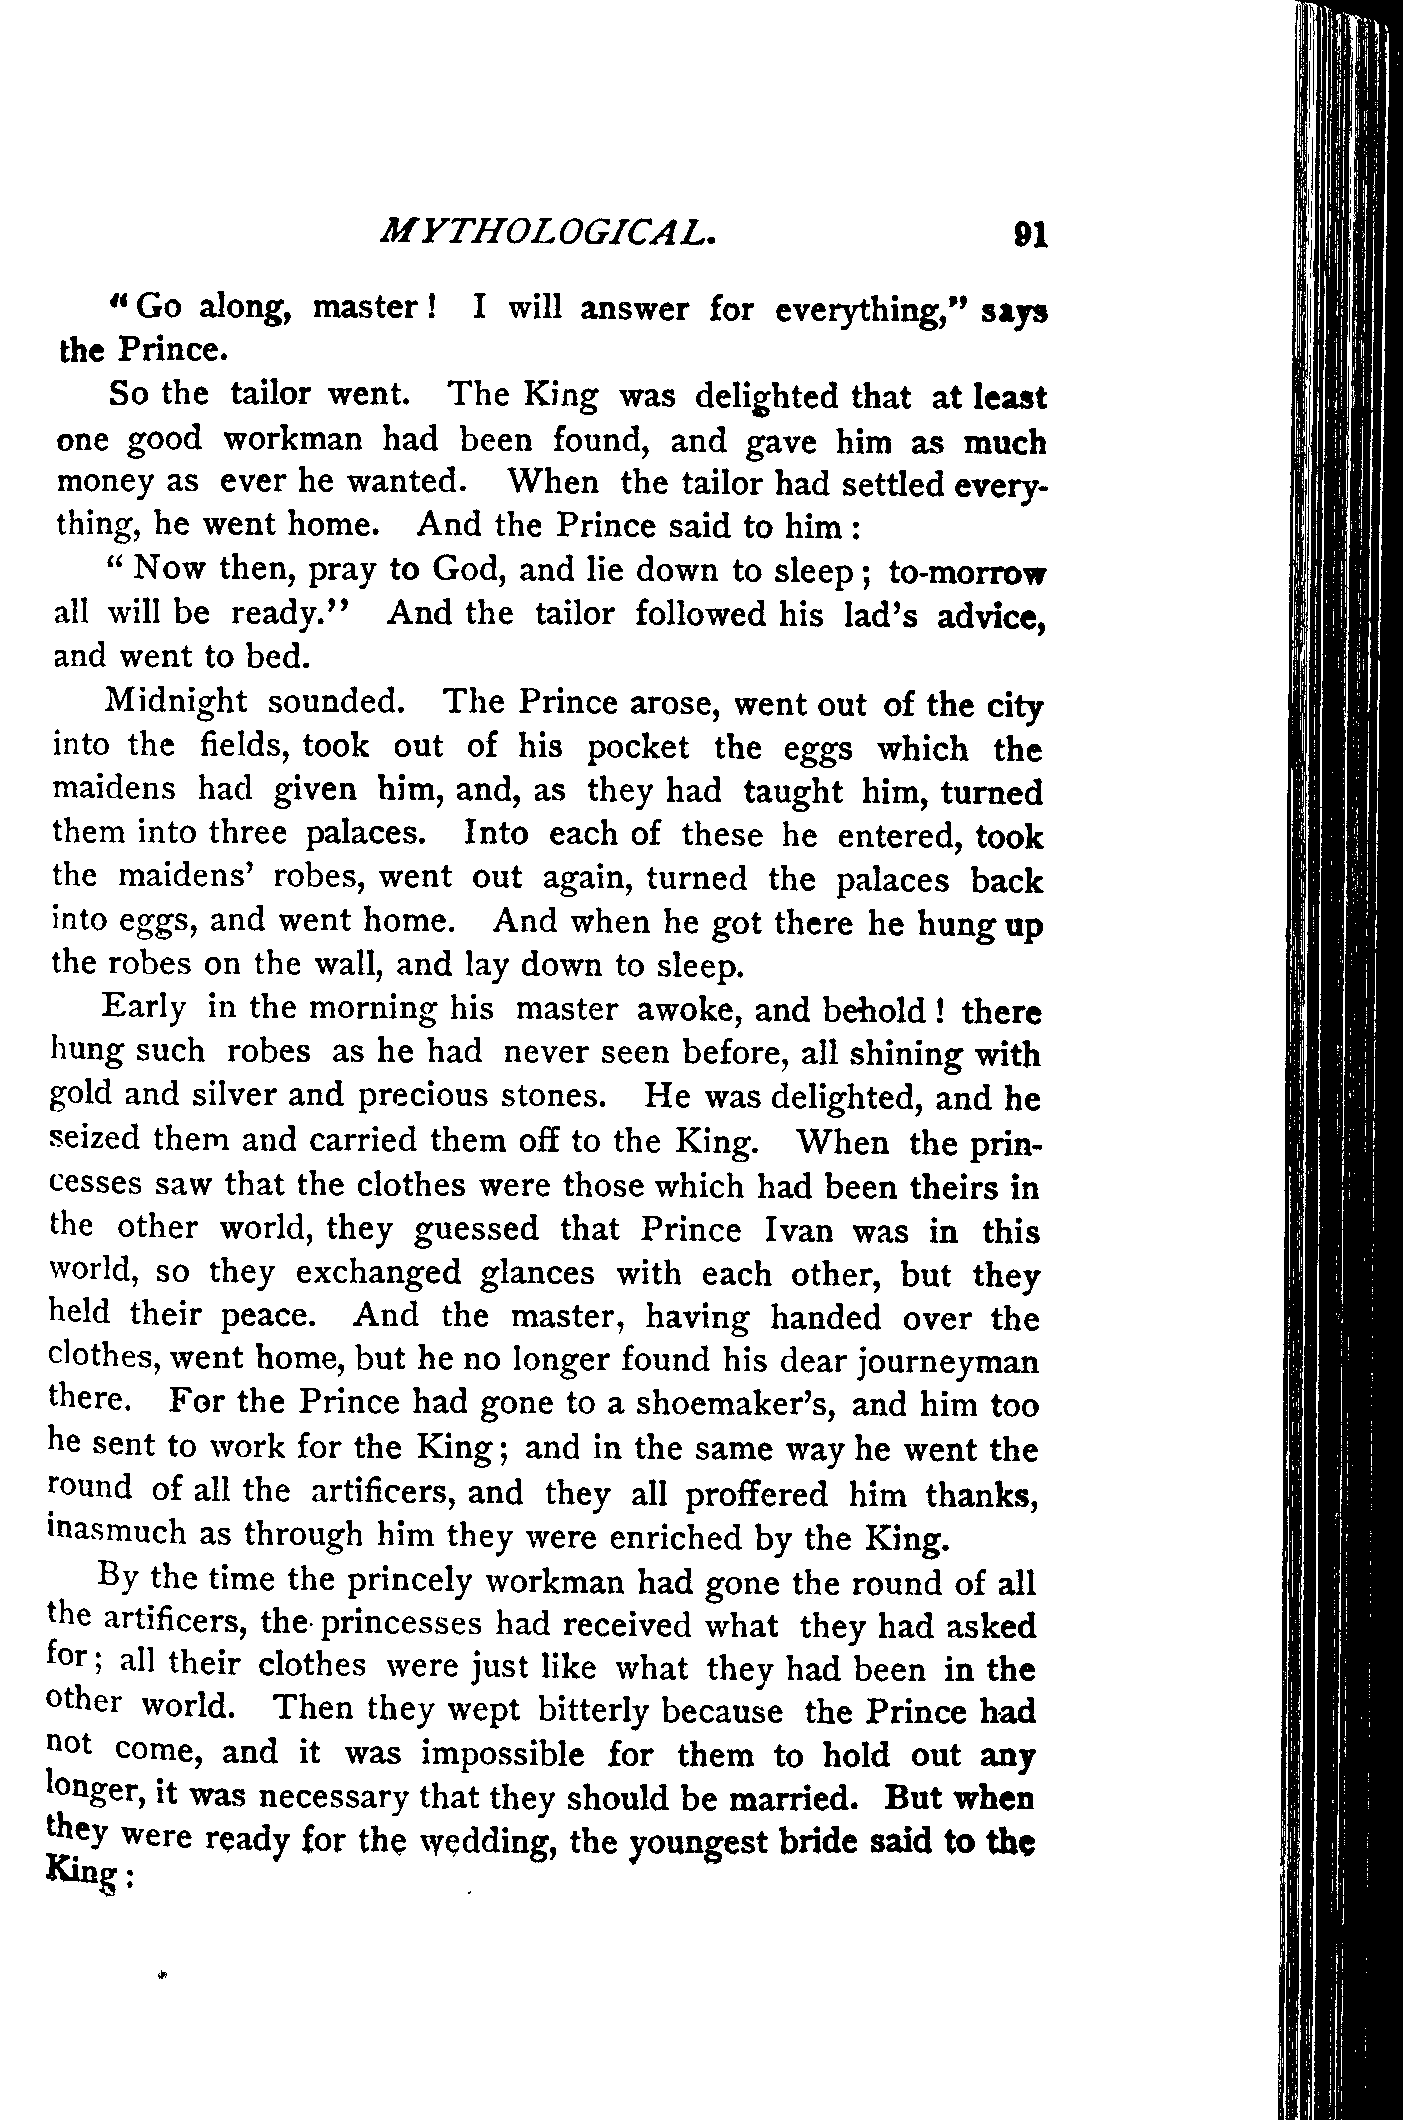 MYTHOLOGICAL. 91
"Go along, master! I will answer for everything," says
the Prince.
So the tailor went. The King was delighted that at least
one good workman had been found, and gave him as much
money as ever he wanted. When the tailor had settled every-
thing, he went home. And the Prince said to him:
"Now then, pray to God, and lie down to sleep; to-morrow
all will be ready." And the tailor followed his lad's advice,
and went to bed.
Midnight sounded. The Prince arose, went out of the city
into the fields, took out of his pocket the eggs which the
maidens had given him, and, as they had taught him, turned
them into three palaces. Into each of these he entered, took
the maidens' robes, went out again, turned the palaces back
into eggs, and went home. And when he got there he hung up
the robes on the wall, and lay down to sleep.
Early in the morning his master awoke, and behold! there
hung such robes as he had never seen before, all shining with
gold and silver and precious stones. He was delighted, and he
seized them and carried them off to the King. When the prin-
cesses saw that the clothes were those which had been theirs in
the other world, they guessed that Prince Ivan was in this
world, so they exchanged glances with each other, but they
held their peace. And the master, having handed over the
clothes, went home, but he no longer found his dear journeyman
there. For the Prince had gone to a shoemaker's, and him too
he sent to work for the King; and in the same way he went the
round of all the artificers, and they all proffered him thanks,
inasmuch as through him they were enriched by the King.
By the time the princely workman had gone the round of all
the artificers, the princesses had received what they had asked
for; all their clothes were just like what they had been in the
other world. Then they wept bitterly because the Prince had
not come, and it was impossible for them to hold out any
longer, it was necessary that they should be married. But when
they were ready for the wedding, the youngest bride said to the
King: